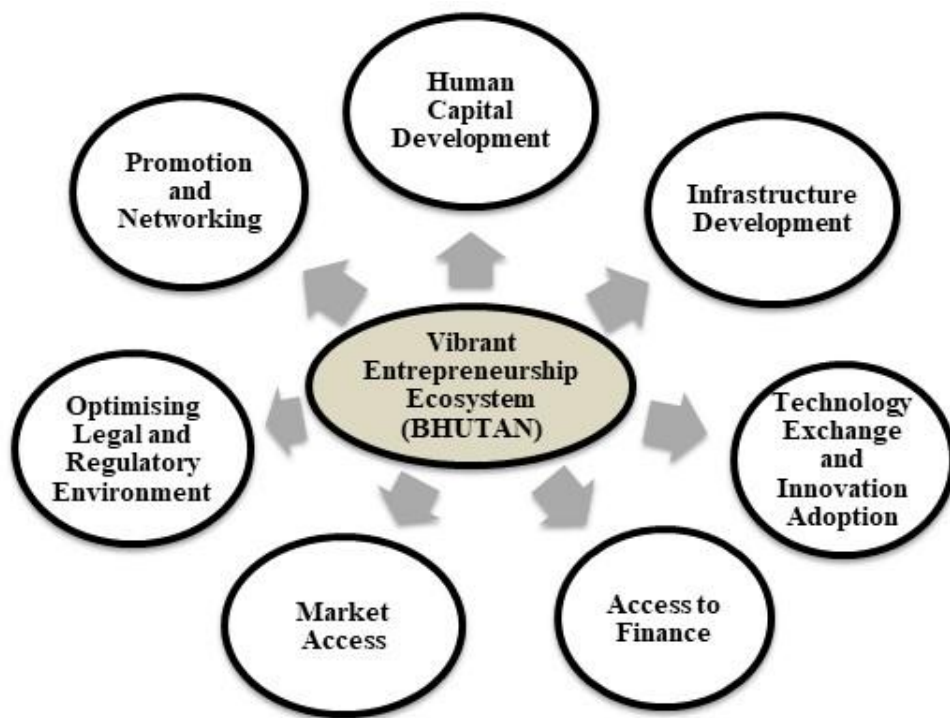 Human
Capital
Development
Promotion
and
Networking
Infrastructure
Development
Vibrant
Entrepreneurship
Ecosystem
(BHUTAN)
Optimising
Legal and
Regulatory
Environment
Technology
Exchange
and
Innovation
Adoption
Market
Access
Access to
Finance